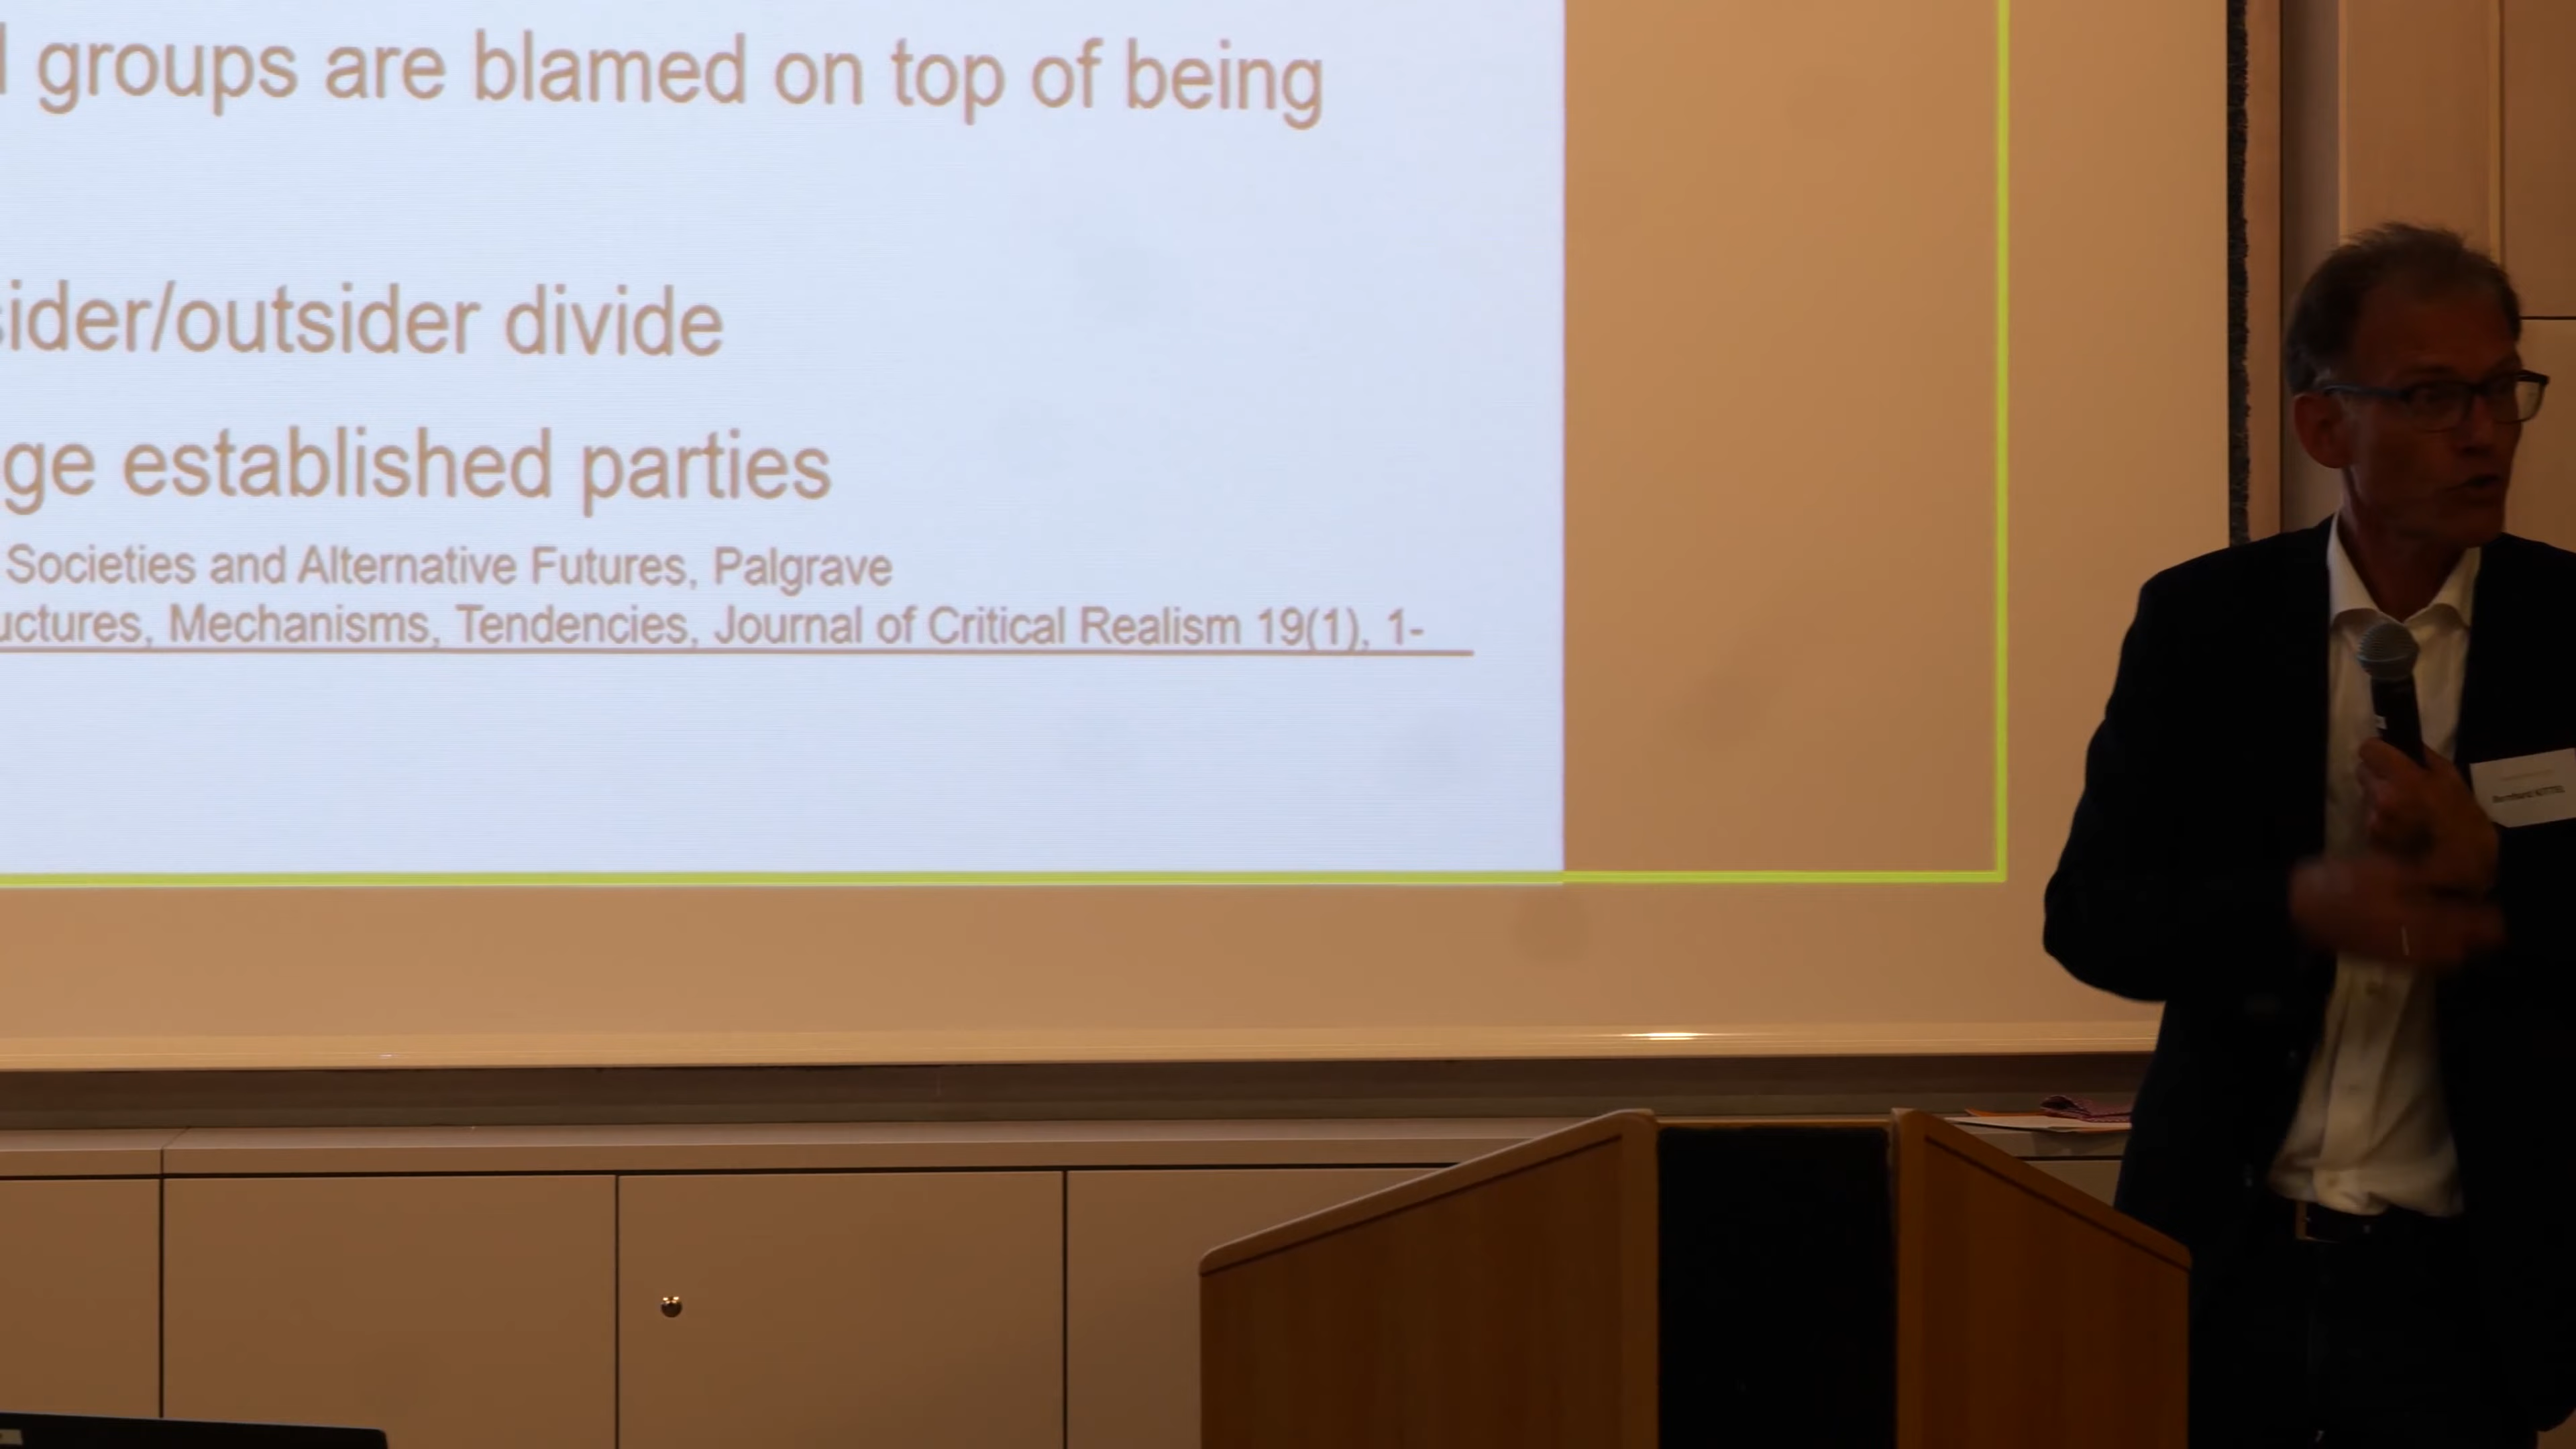 groups are blamed on top of being
sider/outsider divide
ge established parties
Societies and Alternative Futures, Palgrave
uctures, Mechanisms, Tendencies, Journal of Critical Realism 19(1), 1-